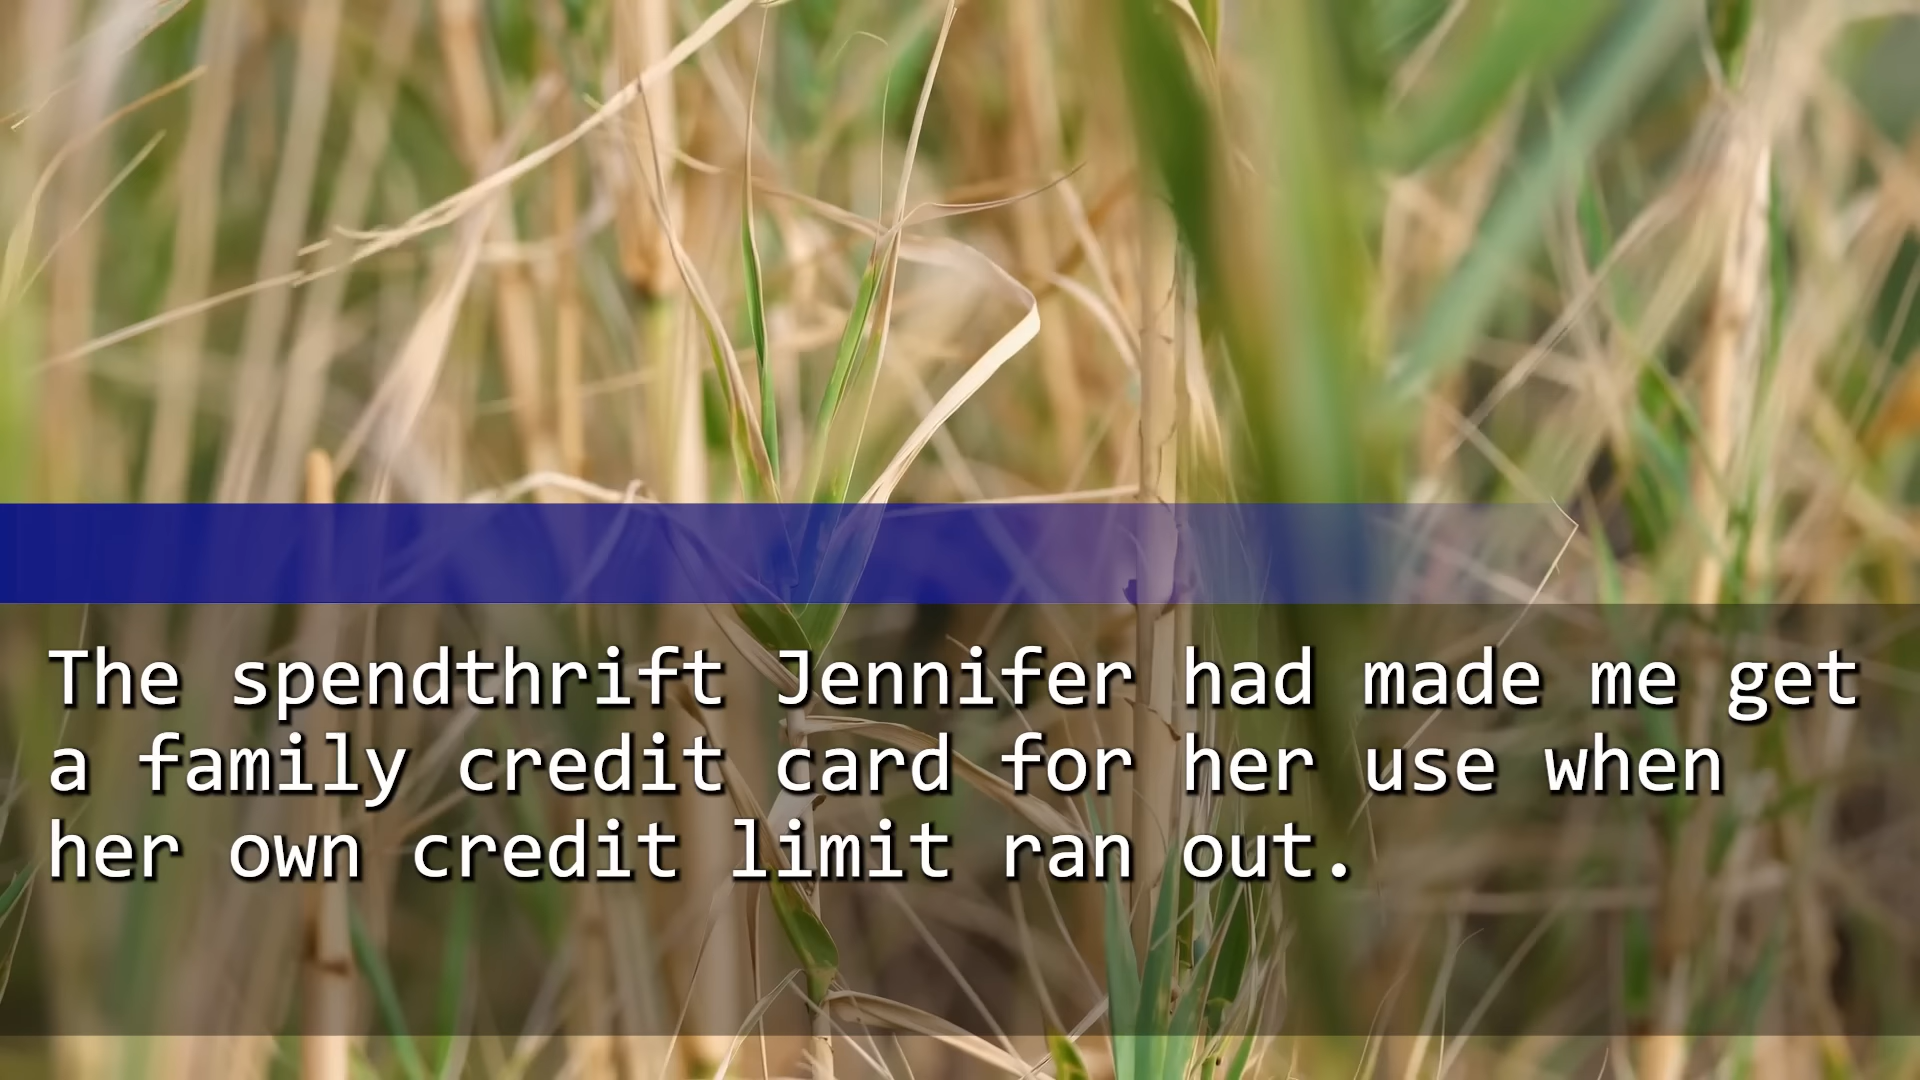 The spendthrift Jennifer had made me get
a family credit card for her use when
her own credit limit ran out.